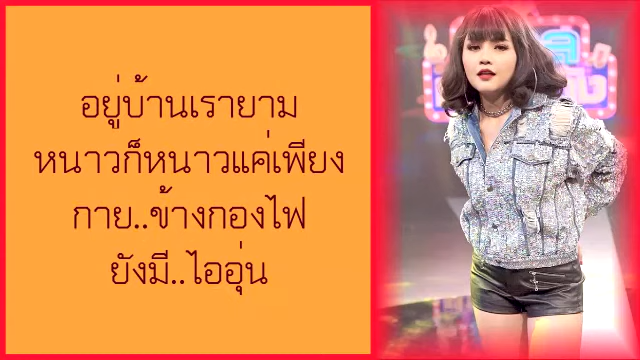 อยู่บ้านเรายาม
หนาวก็หนาวแค่เพียง
กาย..ข้างกองไฟ
ยังมี..ไออุ่น